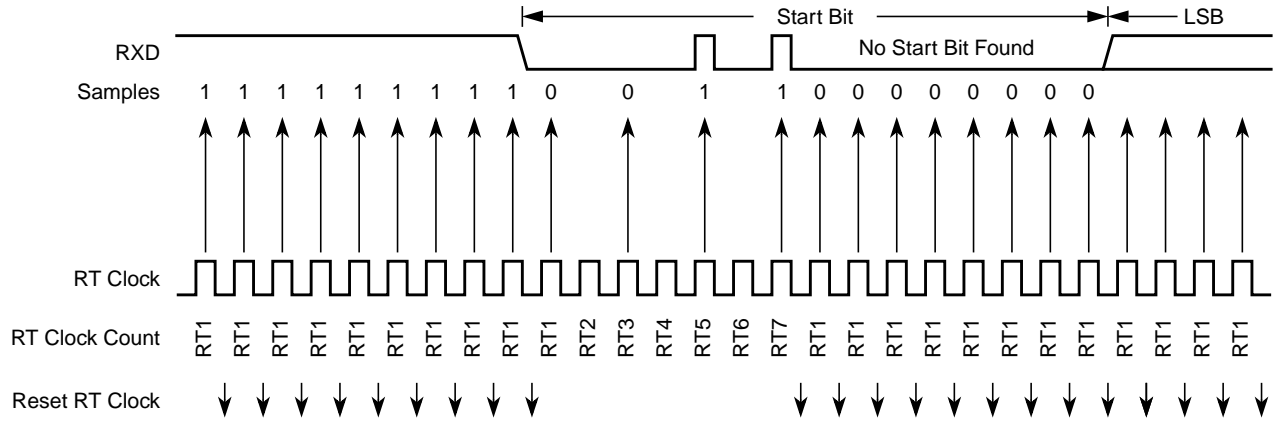 Start Bit LSB
RXD No Start Bit Found
Samples 1 1 1 1 1 1 1 1 1 0 0 1 1 0 0 0 0 0 0 0 0
RT Clock
RT Clock Count RT1 RT1 RT1 RT1 RT1 RT1 RT1 RT1 RT1 RT1 RT2 RT3 RT4 RT5 RT6 RT7 RT1 RT1 RT1 RT1 RT1 RT1 RT1 RT1 RT1 RT1 RT1 RT1
Reset RT Clock